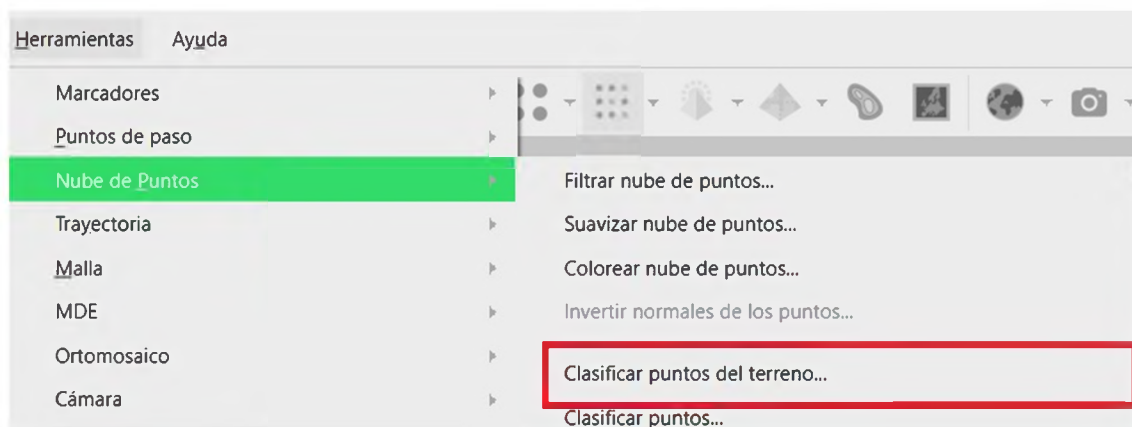 Herramientas Ayuda
Marcadores
Puntos de paso
Nube de Puntos
Trayectoria
Malla
MDE
Ortomosaico
Cámara
Filtrar nube de puntos...
Suavizar nube de puntos...
Colorear nube de puntos...
Invertir normales de los puntos...
Clasificar puntos del terreno...
Clasificar puntos...